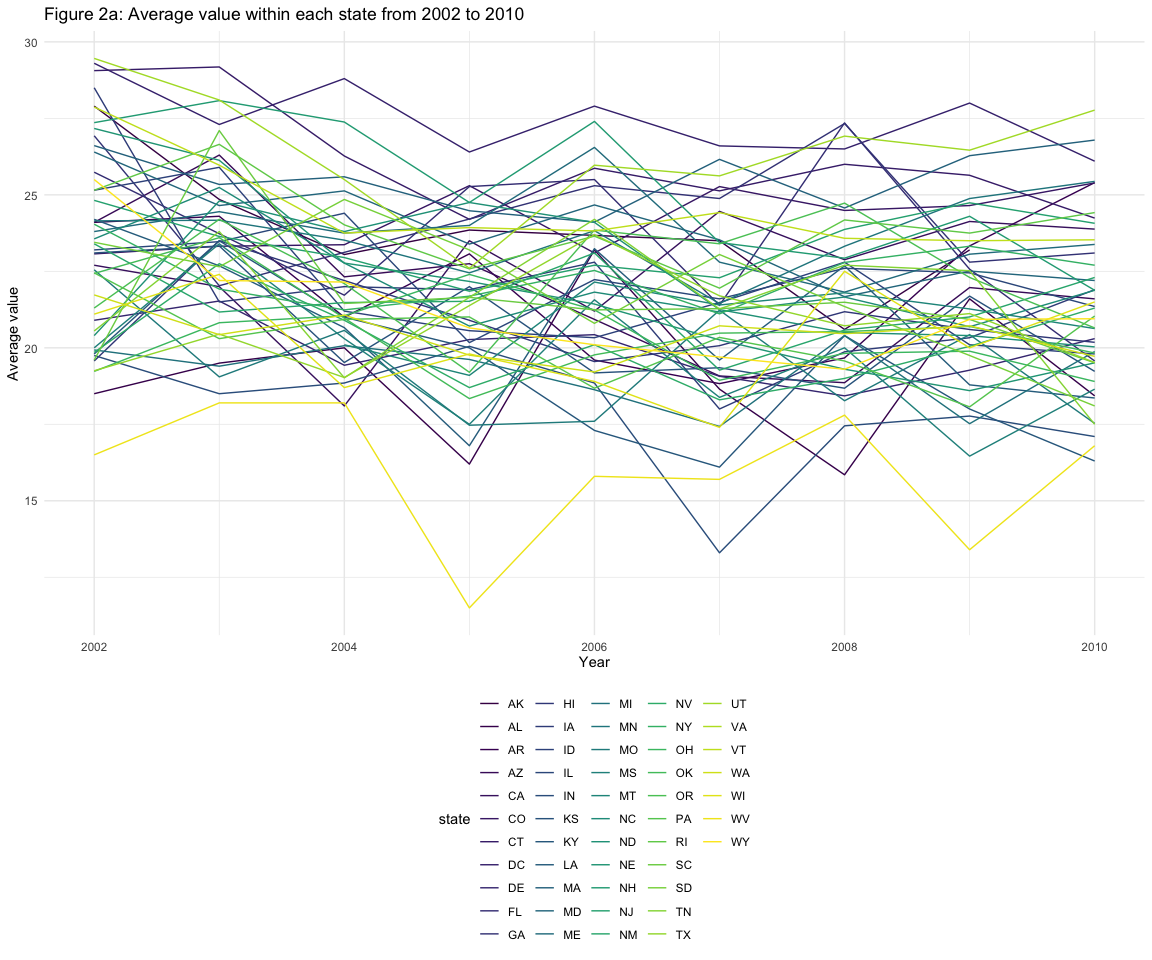 Figure 2a: Average value within each state from 2002 to 2010
30
25
20
15
Average value
2002 2004 2006 2008 2010
Year
state
AK HI MI NV UT
AL IA MN NY VA
AR ID MO OH VT
AZ IL MS OK WA
CA IN MT OR WI
CO KS NC PA WV
CT KY ND RI WY
DC LA NE SC
DE MA NH SD
FL MD NJ TN
GA ME NM TX